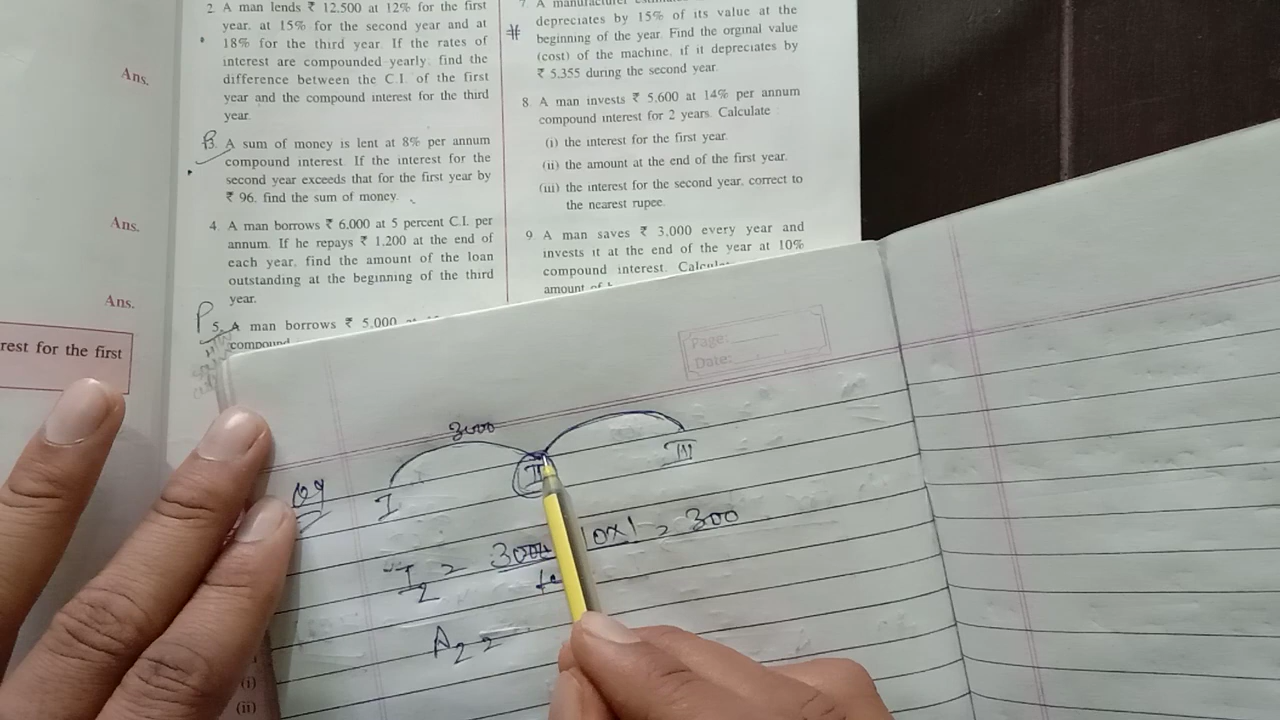 Ans.
Ans.
Ans.
rest for the first
2. A man lends ₹ 12.500 at 12% for the first
year, at 15% for the second year and at
18% for the third year. If the rates of
interest are compounded yearly, find the
difference between the C.I. of the first
year and the compound interest for the third
year.
3. A sum of money is lent at 8% per annum
compound interest. If the interest for the
second year exceeds that for the first year by
₹ 96, find the sum of money.
4. A man borrows ₹ 6,000 at 5 percent C.I. per
annum. If he repays ₹ 1,200 at the end of
each year, find the amount of the loan
outstanding at the beginning of the third
year.
P
5. A man borrows ₹ 5,000
compound
7. A manufacturer
depreciates by 15% of its value at the
# beginning of the year. Find the orginal value
(cost) of the machine, if it depreciates by
₹ 5,355 during the second year.
8. A man invests ₹ 5,600 at 14% per annum
compound interest for 2 years. Calculate
(i) the interest for the first year.
(ii) the amount at the end of the first year.
(iii) the interest for the second year, correct to
the nearest rupee.
9. A man saves ₹ 3,000 every year and
invests it at the end of the year at 10%
compound interest.
amount of
Page:
Date:
3000
Q9 I II III
I2 = 10x1 = 300
A2 =
(i)
(ii)